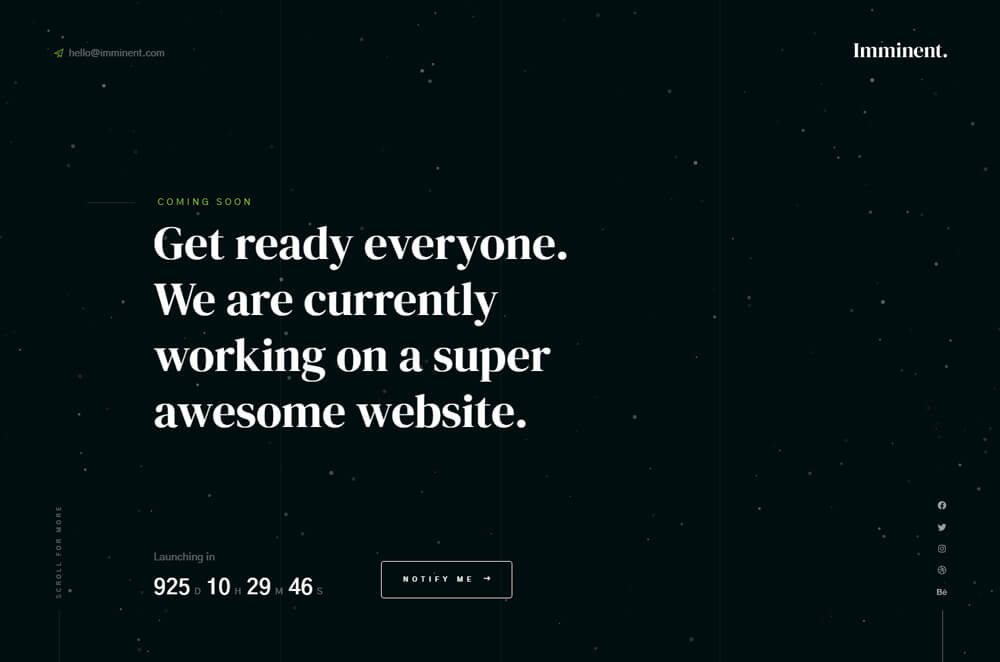 hello@imminent.com
Imminent.
COMING SOON
Get ready everyone.
We are currently
working on a super
awesome website.
SCROLL FOR MORE
Launching in
925 D 10 H 29 M 46 S
NOTIFY ME
Bē